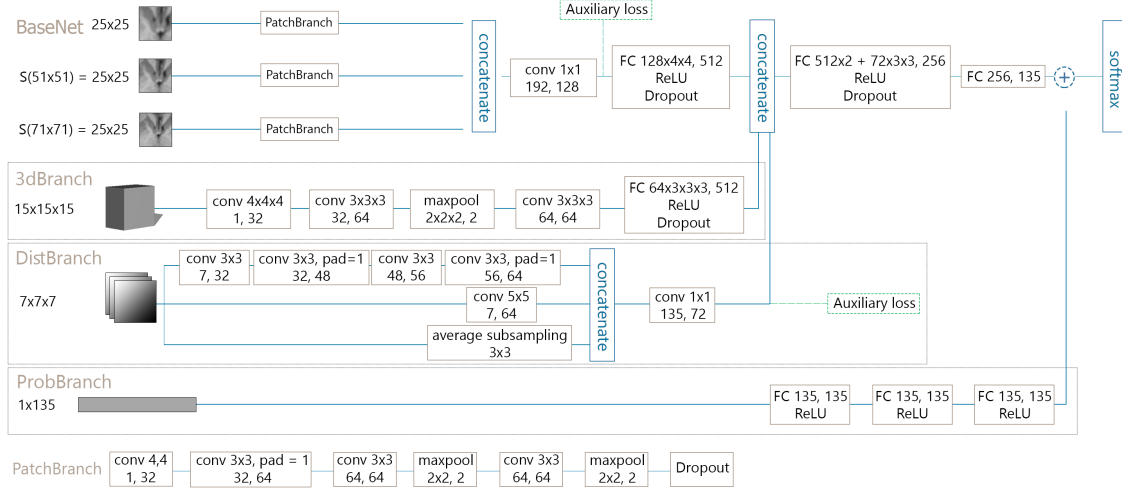 BaseNet
25x25
PatchBranch
S(51x51) = 25x25
PatchBranch
S(71x71) = 25x25
PatchBranch
concatenate
conv 1x1
192, 128
Auxiliary loss
FC 128x4x4, 512
ReLU
Dropout
concatenate
FC 512x2 + 72x3x3, 256
ReLU
Dropout
FC 256, 135
+
softmax
3dBranch
15x15x15
conv 4x4x4
1, 32
conv 3x3x3
32, 64
maxpool
2x2x2, 2
conv 3x3x3
64, 64
FC 64x3x3x3, 512
ReLU
Dropout
DistBranch
7x7x7
conv 3x3
7, 32
conv 3x3, pad=1
32, 48
conv 3x3
48, 56
conv 3x3, pad=1
56, 64
conv 5x5
7, 64
average subsampling
3x3
concatenate
conv 1x1
135, 72
Auxiliary loss
ProbBranch
1x135
FC 135, 135
ReLU
FC 135, 135
ReLU
FC 135, 135
ReLU
PatchBranch
conv 4,4
1, 32
conv 3x3, pad = 1
32, 64
conv 3x3
64, 64
maxpool
2x2, 2
conv 3x3
64, 64
maxpool
2x2, 2
Dropout